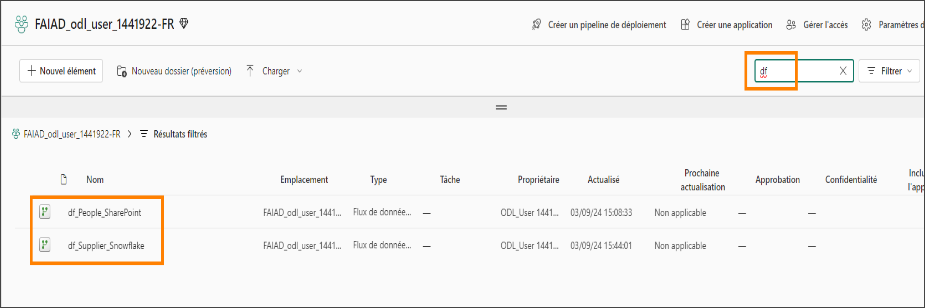 FAIAD_odl_user_1441922-FR
Créer un pipeline de déploiement Créer une application Gérer l'accès Paramètres d
+ Nouvel élément Nouveau dossier (préversion) Charger df Filtrer
FAIAD_odl_user_1441922-FR > Résultats filtrés
Nom Emplacement Type Tâche Propriétaire Actualisé Prochaine actualisation Approbation Confidentialité Inclu l'app
df_People_SharePoint FAIAD_odl_user_1441... Flux de donnée... — ODL_User 1441... 03/09/24 15:08:33 Non applicable — —
df_Supplier_Snowflake FAIAD_odl_user_1441... Flux de donnée... — ODL_User 1441... 03/09/24 15:44:01 Non applicable — —